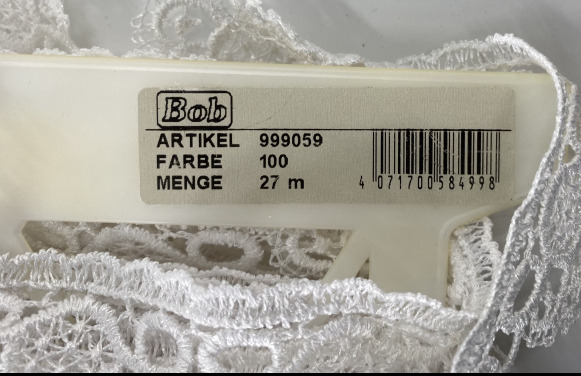 Bob
ARTIKEL 999059
FARBE 100
MENGE 27 m
4 071700 584998